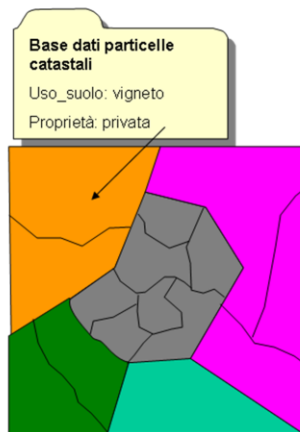 Base dati particelle
catastali
Uso_suolo: vigneto
Proprietà: privata